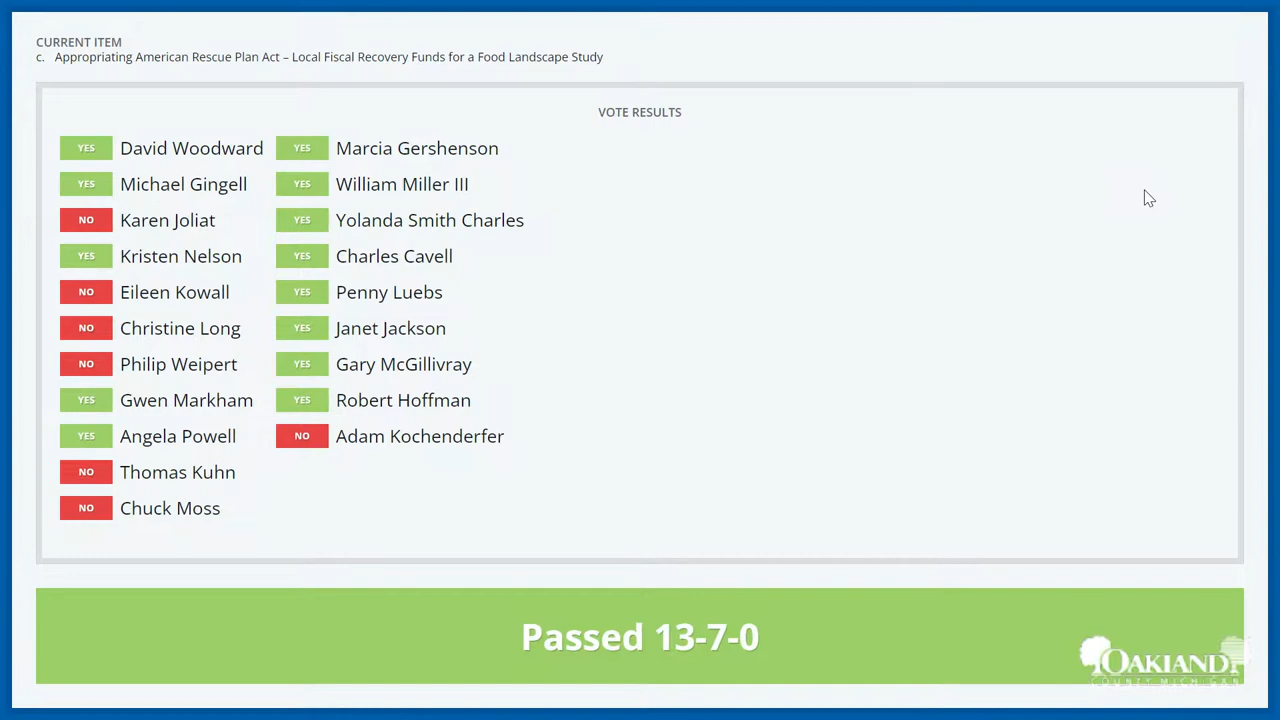 CURRENT ITEM
c. Appropriating American Rescue Plan Act – Local Fiscal Recovery Funds for a Food Landscape Study
VOTE RESULTS
YES David Woodward
YES Michael Gingell
NO Karen Joliat
YES Kristen Nelson
NO Eileen Kowall
NO Christine Long
NO Philip Weipert
YES Gwen Markham
YES Angela Powell
NO Thomas Kuhn
NO Chuck Moss
YES Marcia Gershenson
YES William Miller III
YES Yolanda Smith Charles
YES Charles Cavell
YES Penny Luebs
YES Janet Jackson
YES Gary McGillivray
YES Robert Hoffman
NO Adam Kochenderfer
Passed 13-7-0
OAKLAND
COUNTY MICHIGAN